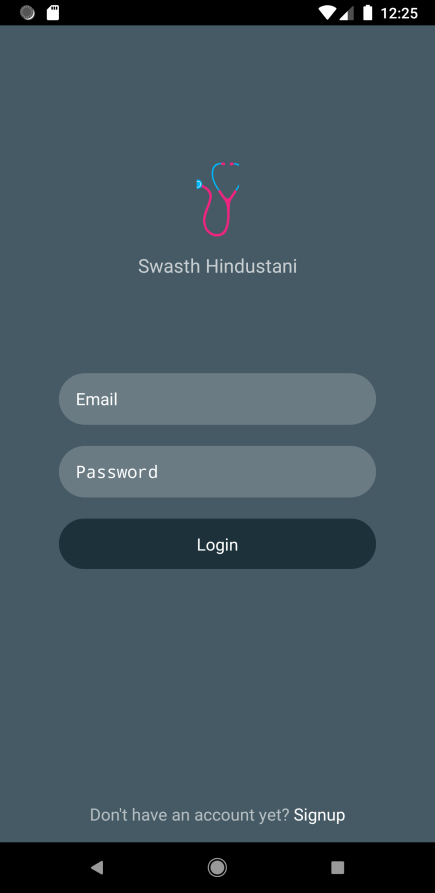 12:25
Swasth Hindustani
Email
Password
Login
Don't have an account yet? Signup